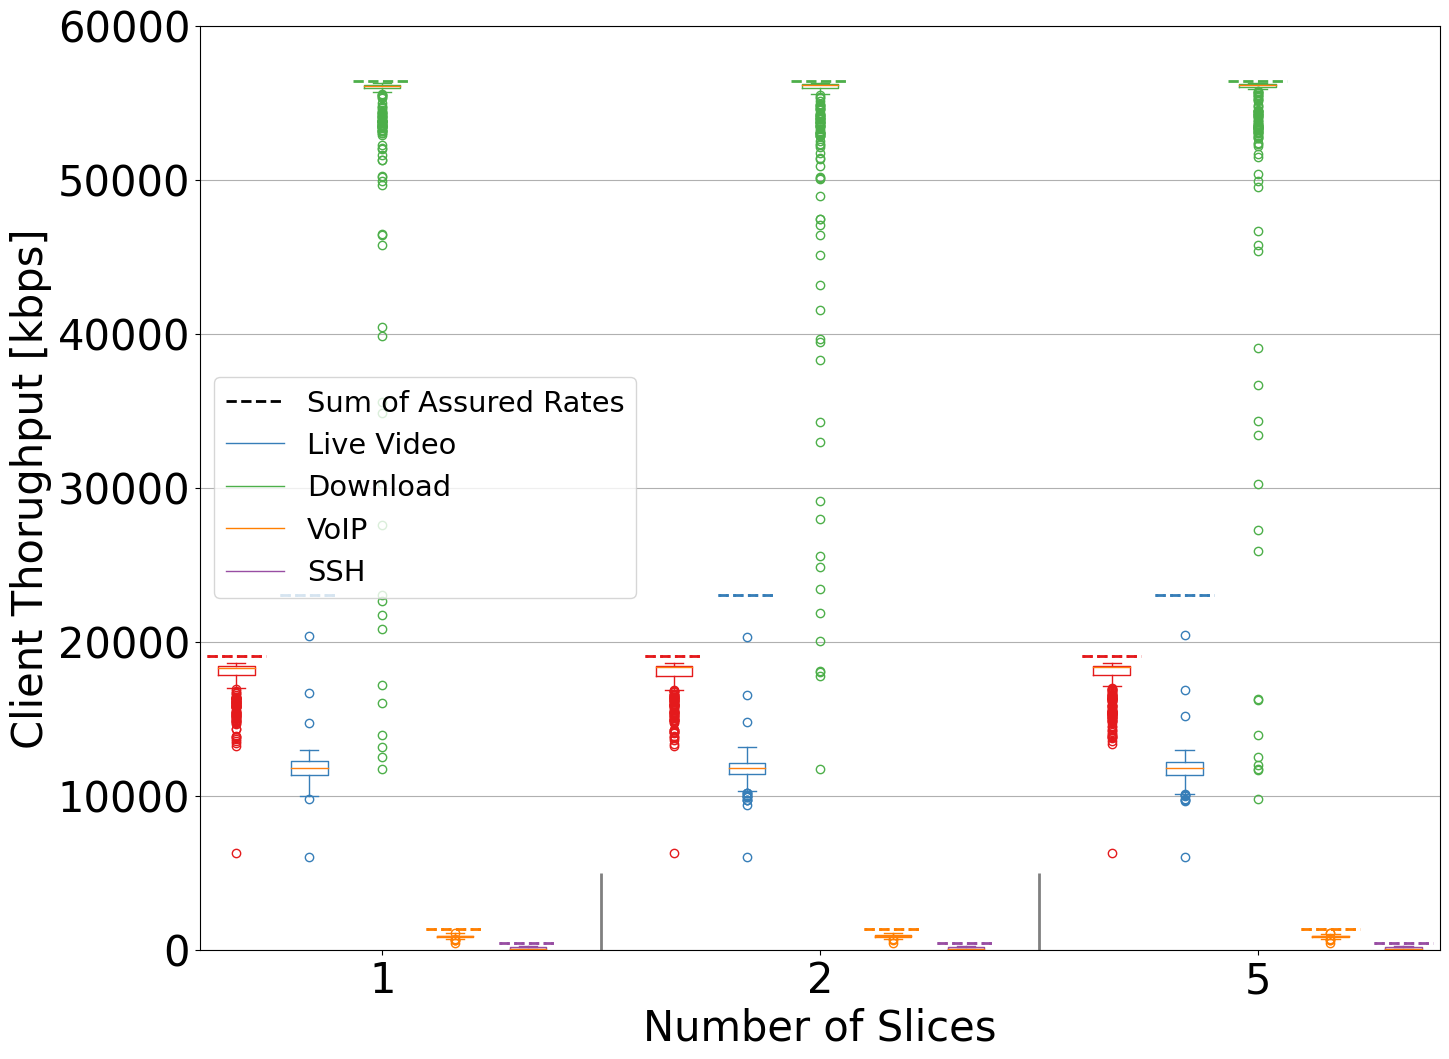 60000
50000
40000
30000
20000
10000
0
Client Thorughput [kbps]
Sum of Assured Rates
Live Video
Download
VoIP
SSH
1
2
5
Number of Slices